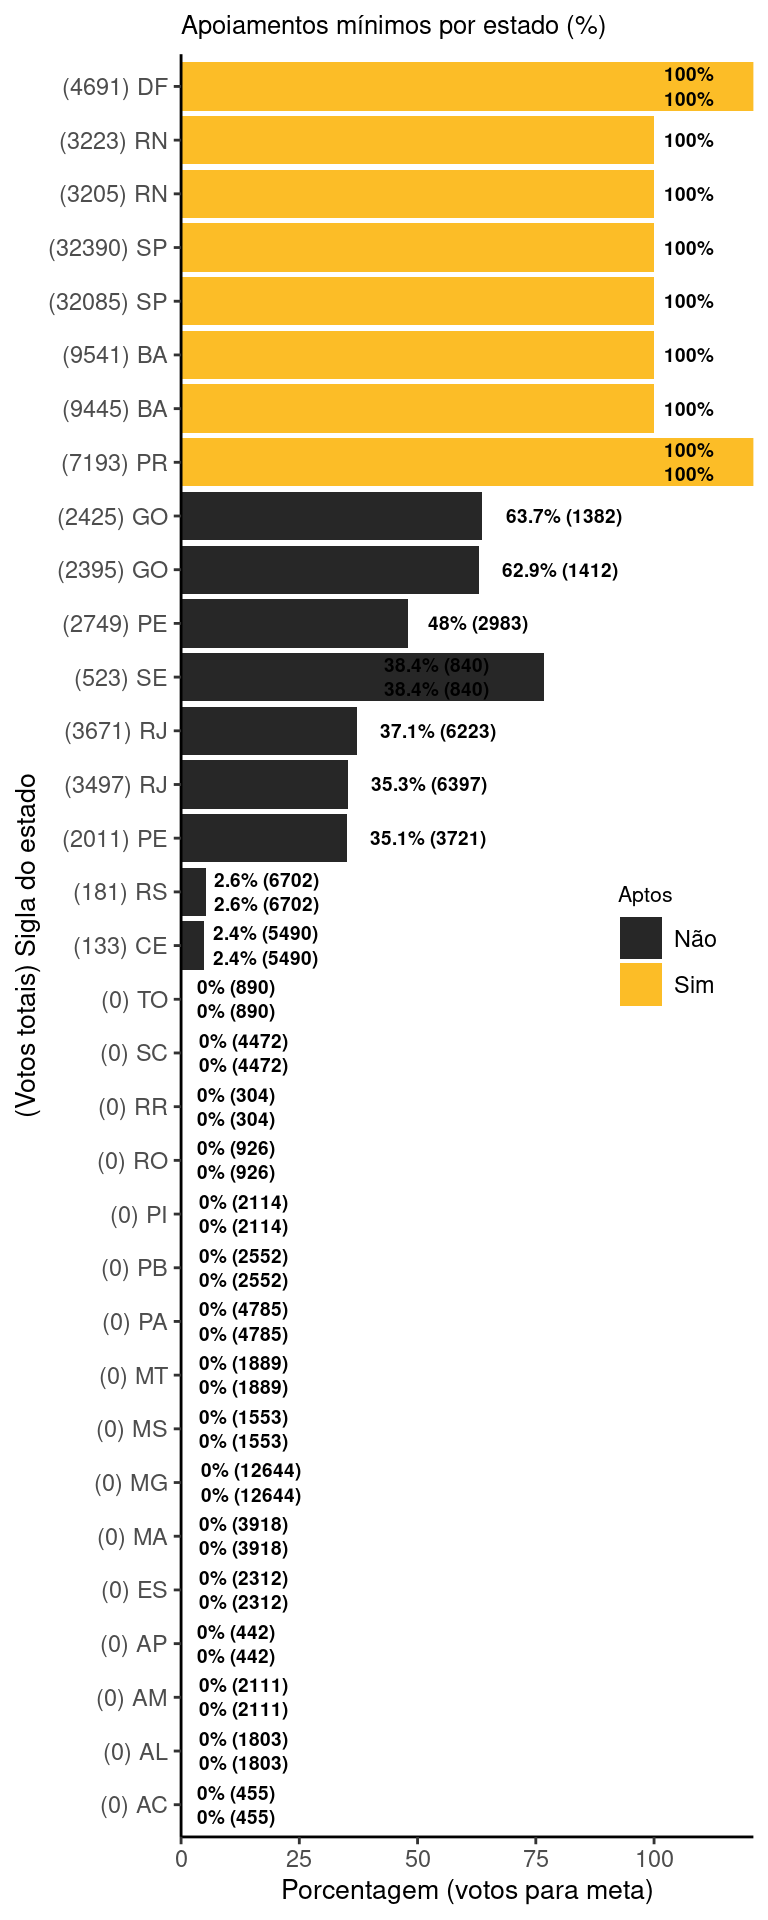 Apoiamentos mínimos por estado (%)
(4691) DF
100%
100%
(3223) RN
100%
(3205) RN
100%
(32390) SP
100%
(32085) SP
100%
(9541) BA
100%
(9445) BA
100%
(7193) PR
100%
100%
(2425) GO
63.7% (1382)
(2395) GO
62.9% (1412)
(2749) PE
48% (2983)
(523) SE
38.4% (840)
38.4% (840)
(3671) RJ
37.1% (6223)
(3497) RJ
35.3% (6397)
(2011) PE
35.1% (3721)
(181) RS
2.6% (6702)
2.6% (6702)
(133) CE
2.4% (5490)
2.4% (5490)
(0) TO
0% (890)
0% (890)
(0) SC
0% (4472)
0% (4472)
(0) RR
0% (304)
0% (304)
(0) RO
0% (926)
0% (926)
(0) PI
0% (2114)
0% (2114)
(0) PB
0% (2552)
0% (2552)
(0) PA
0% (4785)
0% (4785)
(0) MT
0% (1889)
0% (1889)
(0) MS
0% (1553)
0% (1553)
(0) MG
0% (12644)
0% (12644)
(0) MA
0% (3918)
0% (3918)
(0) ES
0% (2312)
0% (2312)
(0) AP
0% (442)
0% (442)
(0) AM
0% (2111)
0% (2111)
(0) AL
0% (1803)
0% (1803)
(0) AC
0% (455)
0% (455)
0
25
50
75
100
Porcentagem (votos para meta)
(Votos totais) Sigla do estado
Aptos
Não
Sim